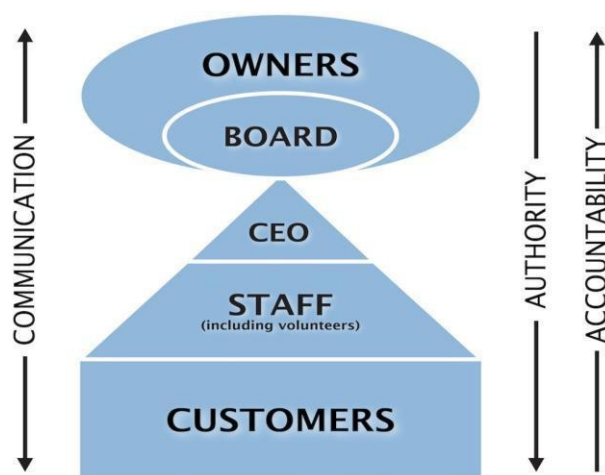 OWNERS
BOARD
CEO
STAFF
(including volunteers)
CUSTOMERS
COMMUNICATION
AUTHORITY
ACCOUNTABILITY